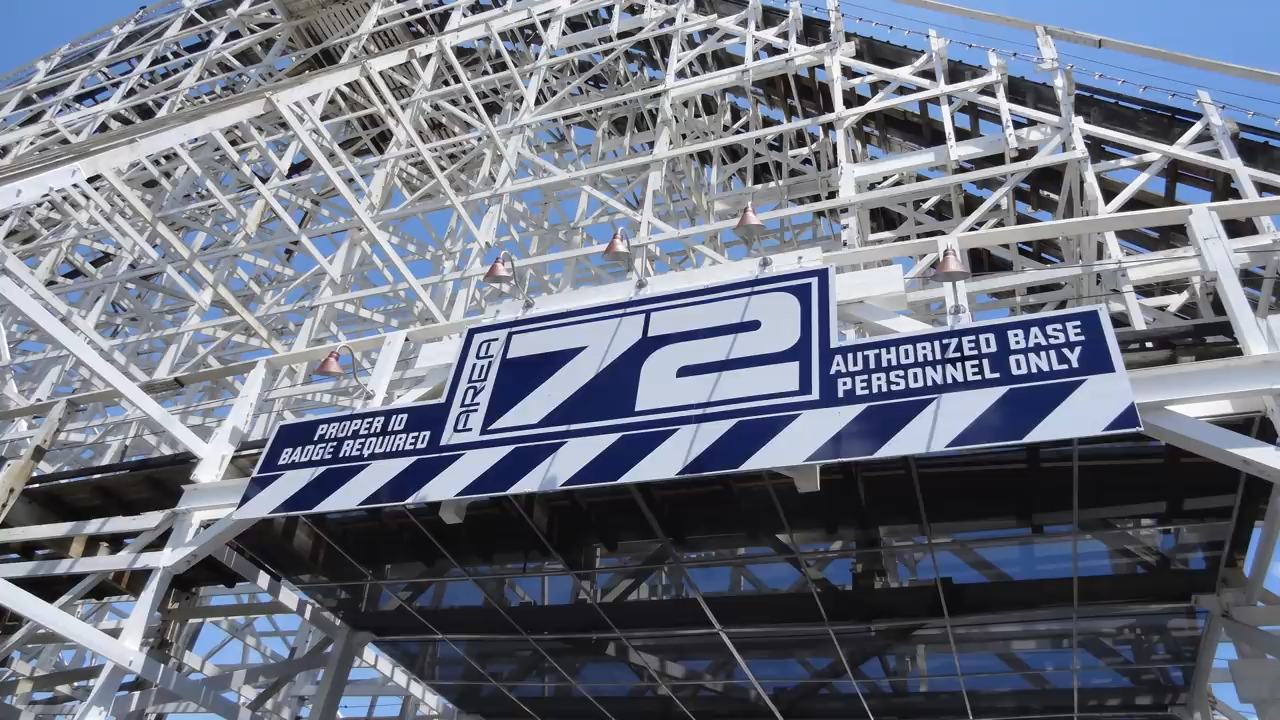 PROPER ID
BADGE REQUIRED
AREA
72
AUTHORIZED BASE
PERSONNEL ONLY